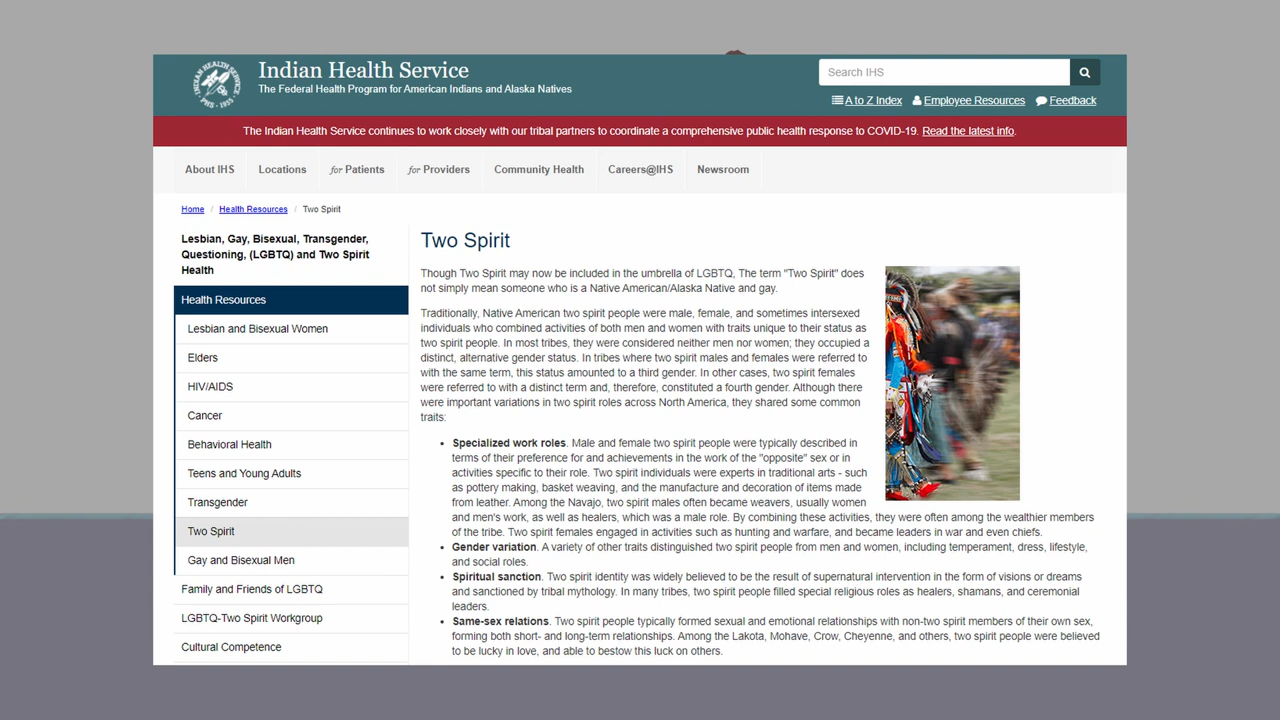 Indian Health Service
The Federal Health Program for American Indians and Alaska Natives
Search IHS
A to Z Index Employee Resources Feedback
The Indian Health Service continues to work closely with our tribal partners to coordinate a comprehensive public health response to COVID-19. Read the latest info.
About IHS Locations for Patients for Providers Community Health Careers@IHS Newsroom
Home / Health Resources / Two Spirit
Lesbian, Gay, Bisexual, Transgender,
Questioning, (LGBTQ) and Two Spirit
Health
Health Resources
Lesbian and Bisexual Women
Elders
HIV/AIDS
Cancer
Behavioral Health
Teens and Young Adults
Transgender
Two Spirit
Gay and Bisexual Men
Family and Friends of LGBTQ
LGBTQ-Two Spirit Workgroup
Cultural Competence
Two Spirit
Though Two Spirit may now be included in the umbrella of LGBTQ, The term "Two Spirit" does
not simply mean someone who is a Native American/Alaska Native and gay.
Traditionally, Native American two spirit people were male, female, and sometimes intersexed
individuals who combined activities of both men and women with traits unique to their status as
two spirit people. In most tribes, they were considered neither men nor women; they occupied a
distinct, alternative gender status. In tribes where two spirit males and females were referred to
with the same term, this status amounted to a third gender. In other cases, two spirit females
were referred to with a distinct term and, therefore, constituted a fourth gender. Although there
were important variations in two spirit roles across North America, they shared some common
traits:
• Specialized work roles. Male and female two spirit people were typically described in
terms of their preference for and achievements in the work of the "opposite" sex or in
activities specific to their role. Two spirit individuals were experts in traditional arts - such
as pottery making, basket weaving, and the manufacture and decoration of items made
from leather. Among the Navajo, two spirit males often became weavers, usually women
and men's work, as well as healers, which was a male role. By combining these activities, they were often among the wealthier members
of the tribe. Two spirit females engaged in activities such as hunting and warfare, and became leaders in war and even chiefs.
• Gender variation. A variety of other traits distinguished two spirit people from men and women, including temperament, dress, lifestyle,
and social roles.
• Spiritual sanction. Two spirit identity was widely believed to be the result of supernatural intervention in the form of visions or dreams
and sanctioned by tribal mythology. In many tribes, two spirit people filled special religious roles as healers, shamans, and ceremonial
leaders.
• Same-sex relations. Two spirit people typically formed sexual and emotional relationships with non-two spirit members of their own sex,
forming both short- and long-term relationships. Among the Lakota, Mohave, Crow, Cheyenne, and others, two spirit people were believed
to be lucky in love, and able to bestow this luck on others.